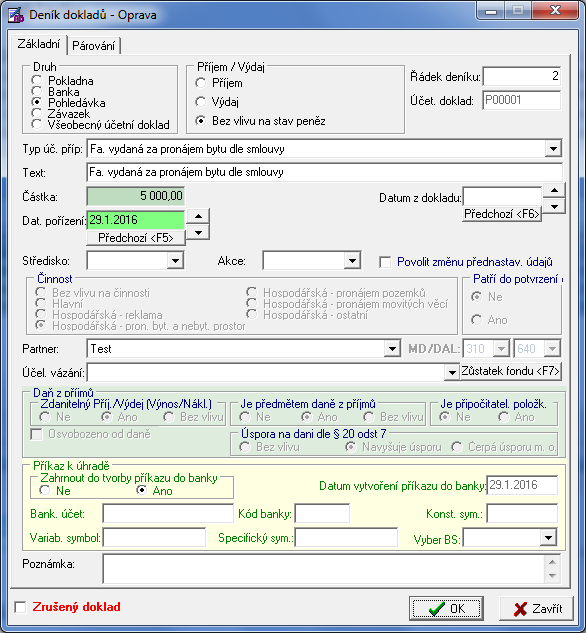 Deník dokladů - Oprava
Základní Párování
Druh
Pokladna
Banka
Pohledávka
Závazek
Všeobecný účetní doklad
Příjem / Výdaj
Příjem
Výdaj
Bez vlivu na stav peněz
Řádek deníku: 2
Účet. doklad: P00001
Typ úč. příp: Fa. vydaná za pronájem bytu dle smlouvy
Text: Fa. vydaná za pronájem bytu dle smlouvy
Částka: 5 000,00
Datum z dokladu:
Předchozí <F6>
Dat. pořízení: 29.1.2016
Předchozí <F5>
Středisko: Akce: Povolit změnu přednastav. údajů
Činnost
Bez vlivu na činnosti
Hlavní
Hospodářská - reklama
Hospodářská - pron. byt. a nebyt. prostor
Hospodářská - pronájem pozemků
Hospodářská - pronájem movitých věcí
Hospodářská - ostatní
Patří do potvrzení
Ne
Ano
Partner: Test MD/DAL: 310 640
Účel. vázání: Zůstatek fondu <F7>
Daň z příjmů
Zdanitelný Příj./Výdej (Výnos/Nákl.)
Ne Ano Bez vlivu
Je předmětem daně z příjmů
Ne Ano Bez vlivu
Je připočitatel. položk.
Ne Ano
Osvobozeno od daně
Úspora na dani dle § 20 odst 7
Bez vlivu Navyšuje úsporu Čerpá úsporu m. o.
Příkaz k úhradě
Zahrnout do tvorby příkazu do banky
Ne Ano
Datum vytvoření příkazu do banky: 29.1.2016
Bank. účet: Kód banky: Konst. sym.:
Variab. symbol: Specifický sym.: Vyber BS:
Poznámka:
Zrušený doklad
OK Zavřít